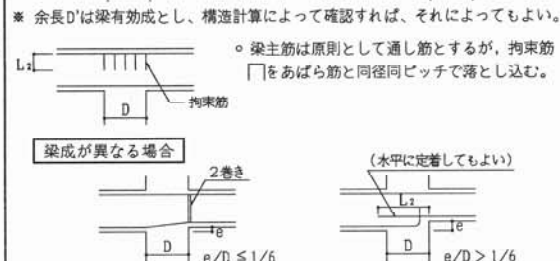 ※ 余長D'は梁有効成とし、構造計算によって確認すれば、それによってもよい。
L₂
D
拘束筋
○ 梁主筋は原則として通し筋とするが，拘束筋
冂をあばら筋と同径同ピッチで落とし込む。
梁成が異なる場合
2巻き
e
D
e/D≦1/6
(水平に定着してもよい)
L₂
e
D
e/D＞1/6